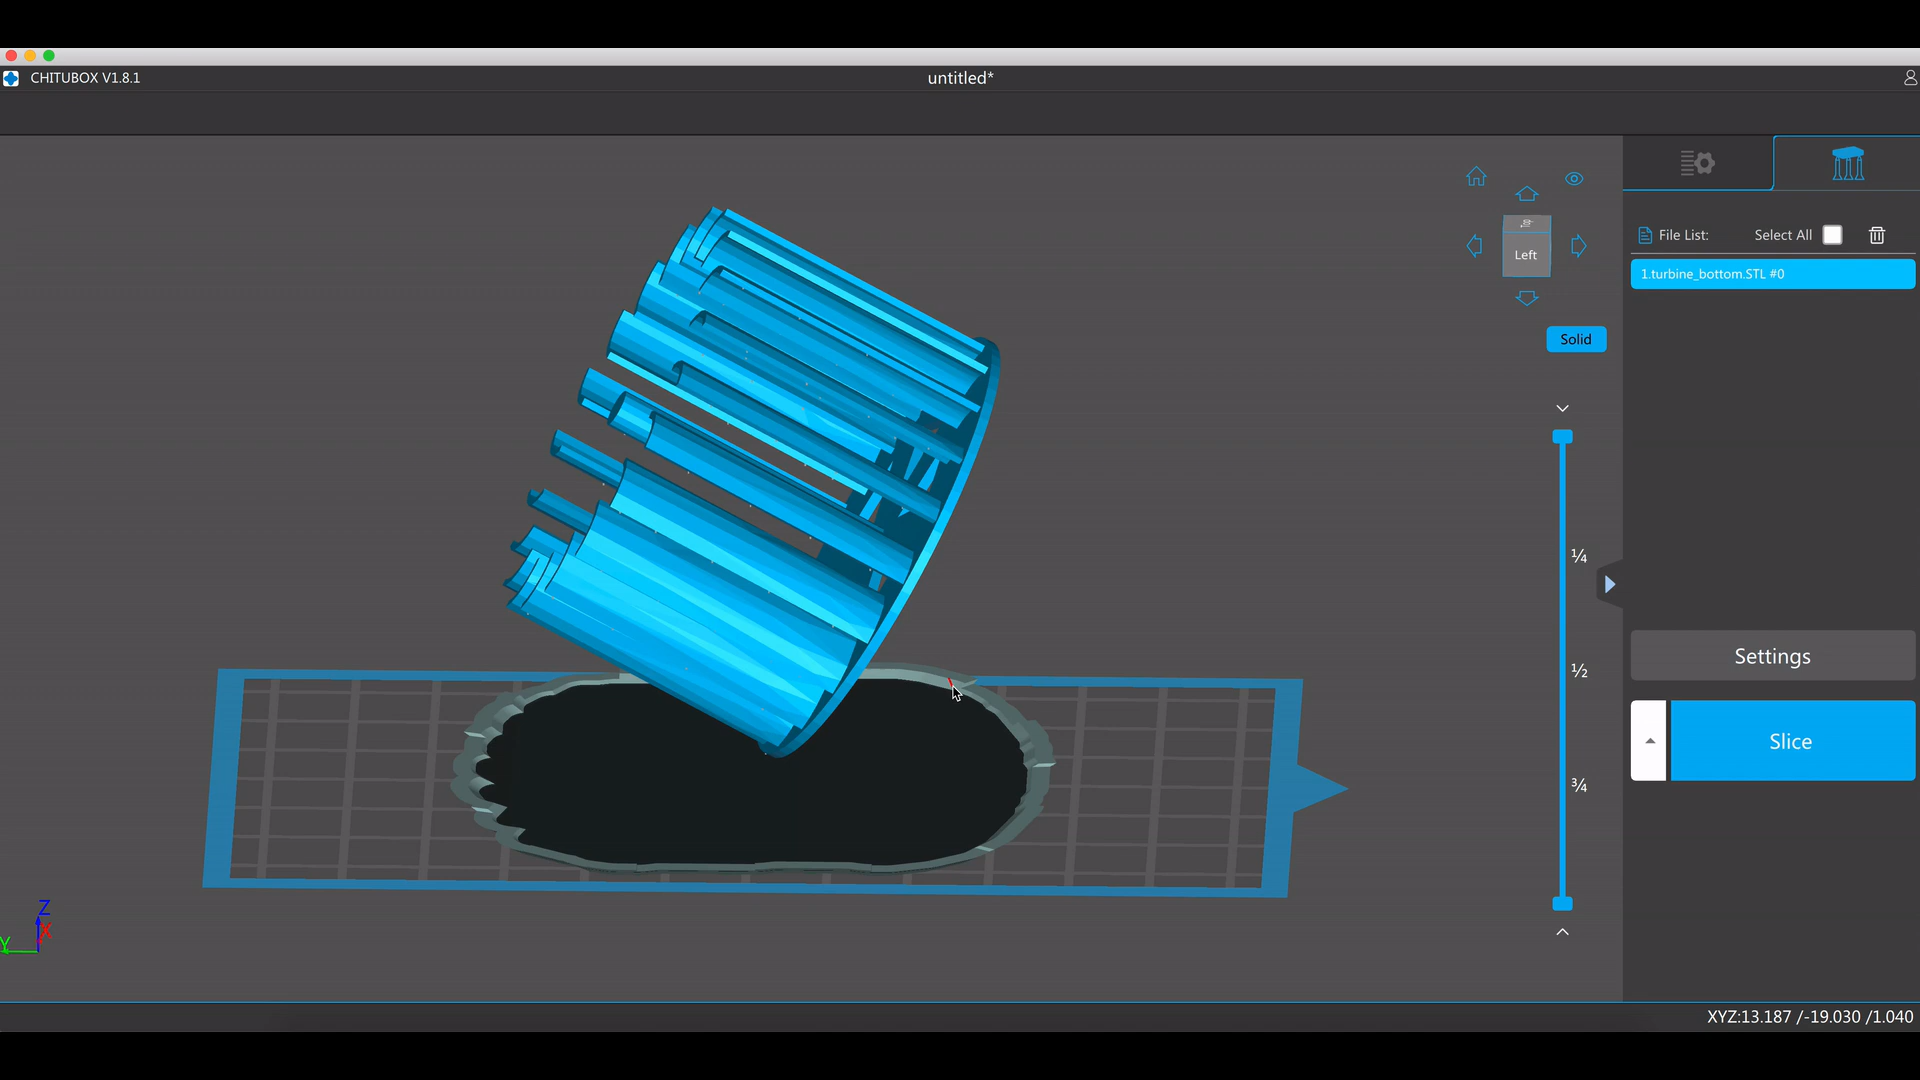 CHITUBOX V1.8.1
untitled*
File List:
Select All
1.turbine_bottom.STL #0
Left
Solid
¼
½
¾
Settings
Slice
Z
X
Y
XYZ:13.187 /-19.030 /1.040